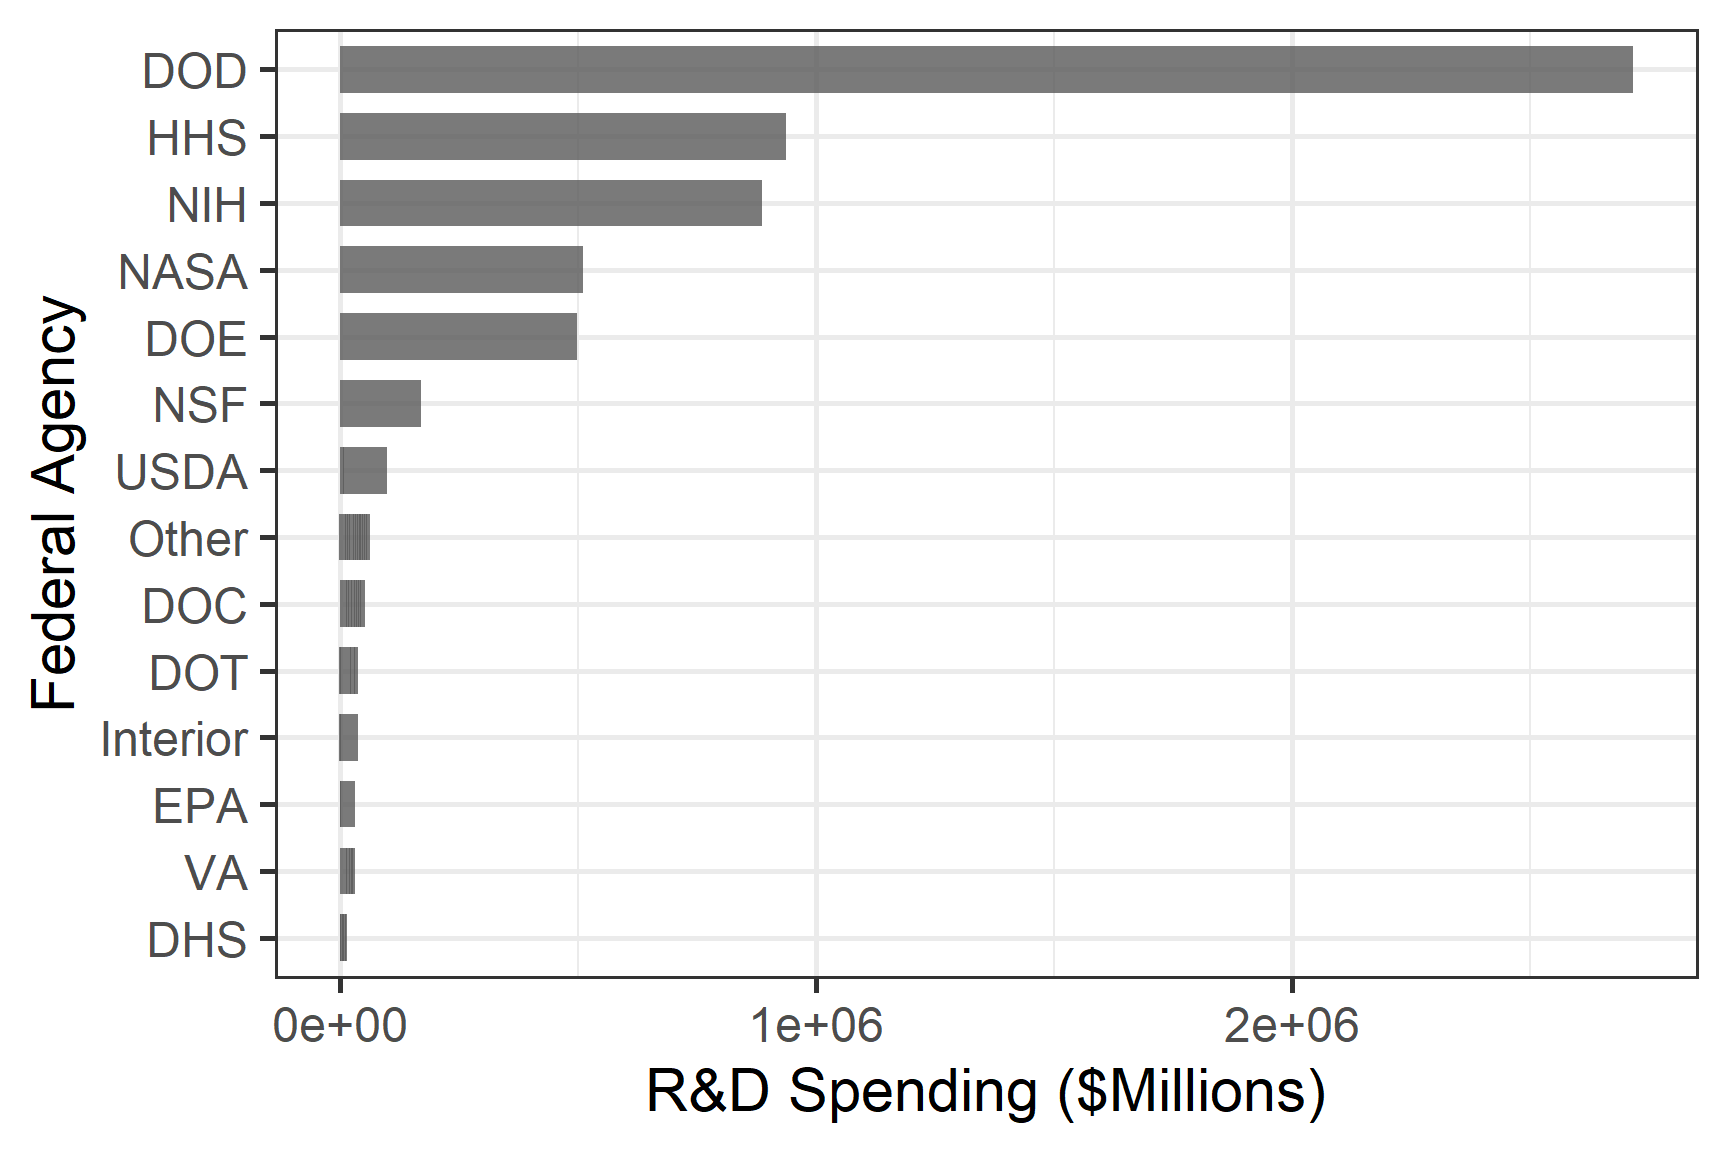 DOD
HHS
NIH
NASA
DOE
NSF
USDA
Other
DOC
DOT
Interior
EPA
VA
DHS
Federal Agency
0e+00 1e+06 2e+06
R&D Spending ($Millions)